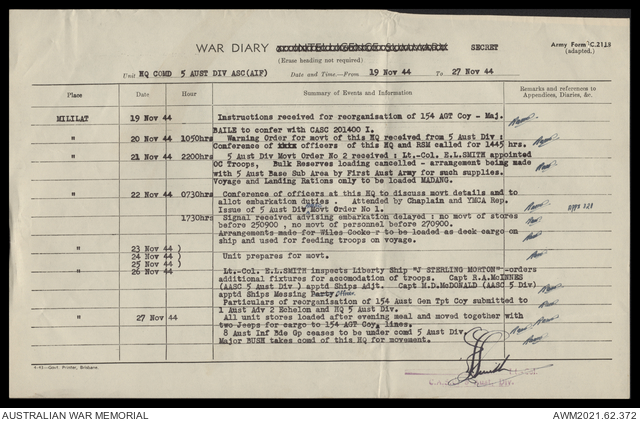 WAR DIARY
SECRET
Army Form C.2118
(adapted.)
(Erase heading not required).
Unit HQ COMD 5 AUST DIV ASC(AIF) Date and Time—From 19 Nov 44 To 27 Nov 44
Place Date Hour Summary of Events and Information Remarks and references to
Appendices, Diaries, &c.
MILILAT 19 Nov 44 Instructions received for reorganisation of 154 AGT Coy - Maj.
BAILE to confer with CASC 201400 I.
" 20 Nov 44 1050hrs Warning Order for movt of this HQ received from 5 Aust Div :
Conference of officers of this HQ and RSM called for 1445 hrs.
" 21 Nov 44 2200hrs 5 Aust Div Movt Order No 2 received : Lt.-Col. E.L.SMITH appointed
OC Troops, Bulk Reserves loading cancelled - arrangement being made
with 5 Aust Base Sub Area by First Aust Army for such supplies.
Voyage and Landing Rations only to be loaded MADANG.
" 22 Nov 44 0730hrs Conference of officers at this HQ to discuss movt details and to
allot embarkation duties . Attended by Chaplain and YMCA Rep.
Issue of 5 Aust Div Movt Order No 1.
1730hrs Signal received advising embarkation delayed : no movt of stores
before 250900 , no movt of personnel before 270900.
Arrangements made for Wiles Cooker to be loaded as deck cargo on
ship and used for feeding troops on voyage.
23 Nov 44 )
" 24 Nov 44 ) Unit prepares for movt.
25 Nov 44 )
" 26 Nov 44 Lt.-Col. E.L.SMITH inspects Liberty Ship "J STERLING MORTON"-orders
additional fixtures for accomodation of troops. Capt R.A.McINNES
(AASC 5 Aust Div ) apptd Ships Adjt. Capt M.D.McDONALD (AASC 5 Div)
apptd Ships Messing Officer.
Particulars of reorganisation of 154 Aust Gen Tpt Coy submitted to
1 Aust Adv 2 Echelon and HQ 5 Aust Div.
" 27 Nov 44 All unit stores loaded after evening meal and moved together with
two Jeeps for cargo to 154 AGT Coy. lines.
8 Aust Inf Bde Gp ceases to be under comd 5 Aust Div.
Major BUSH takes comd of this HQ for movement.
4-43—Govt. Printer, Brisbane.
AUSTRALIAN WAR MEMORIAL
AWM2021.62.372